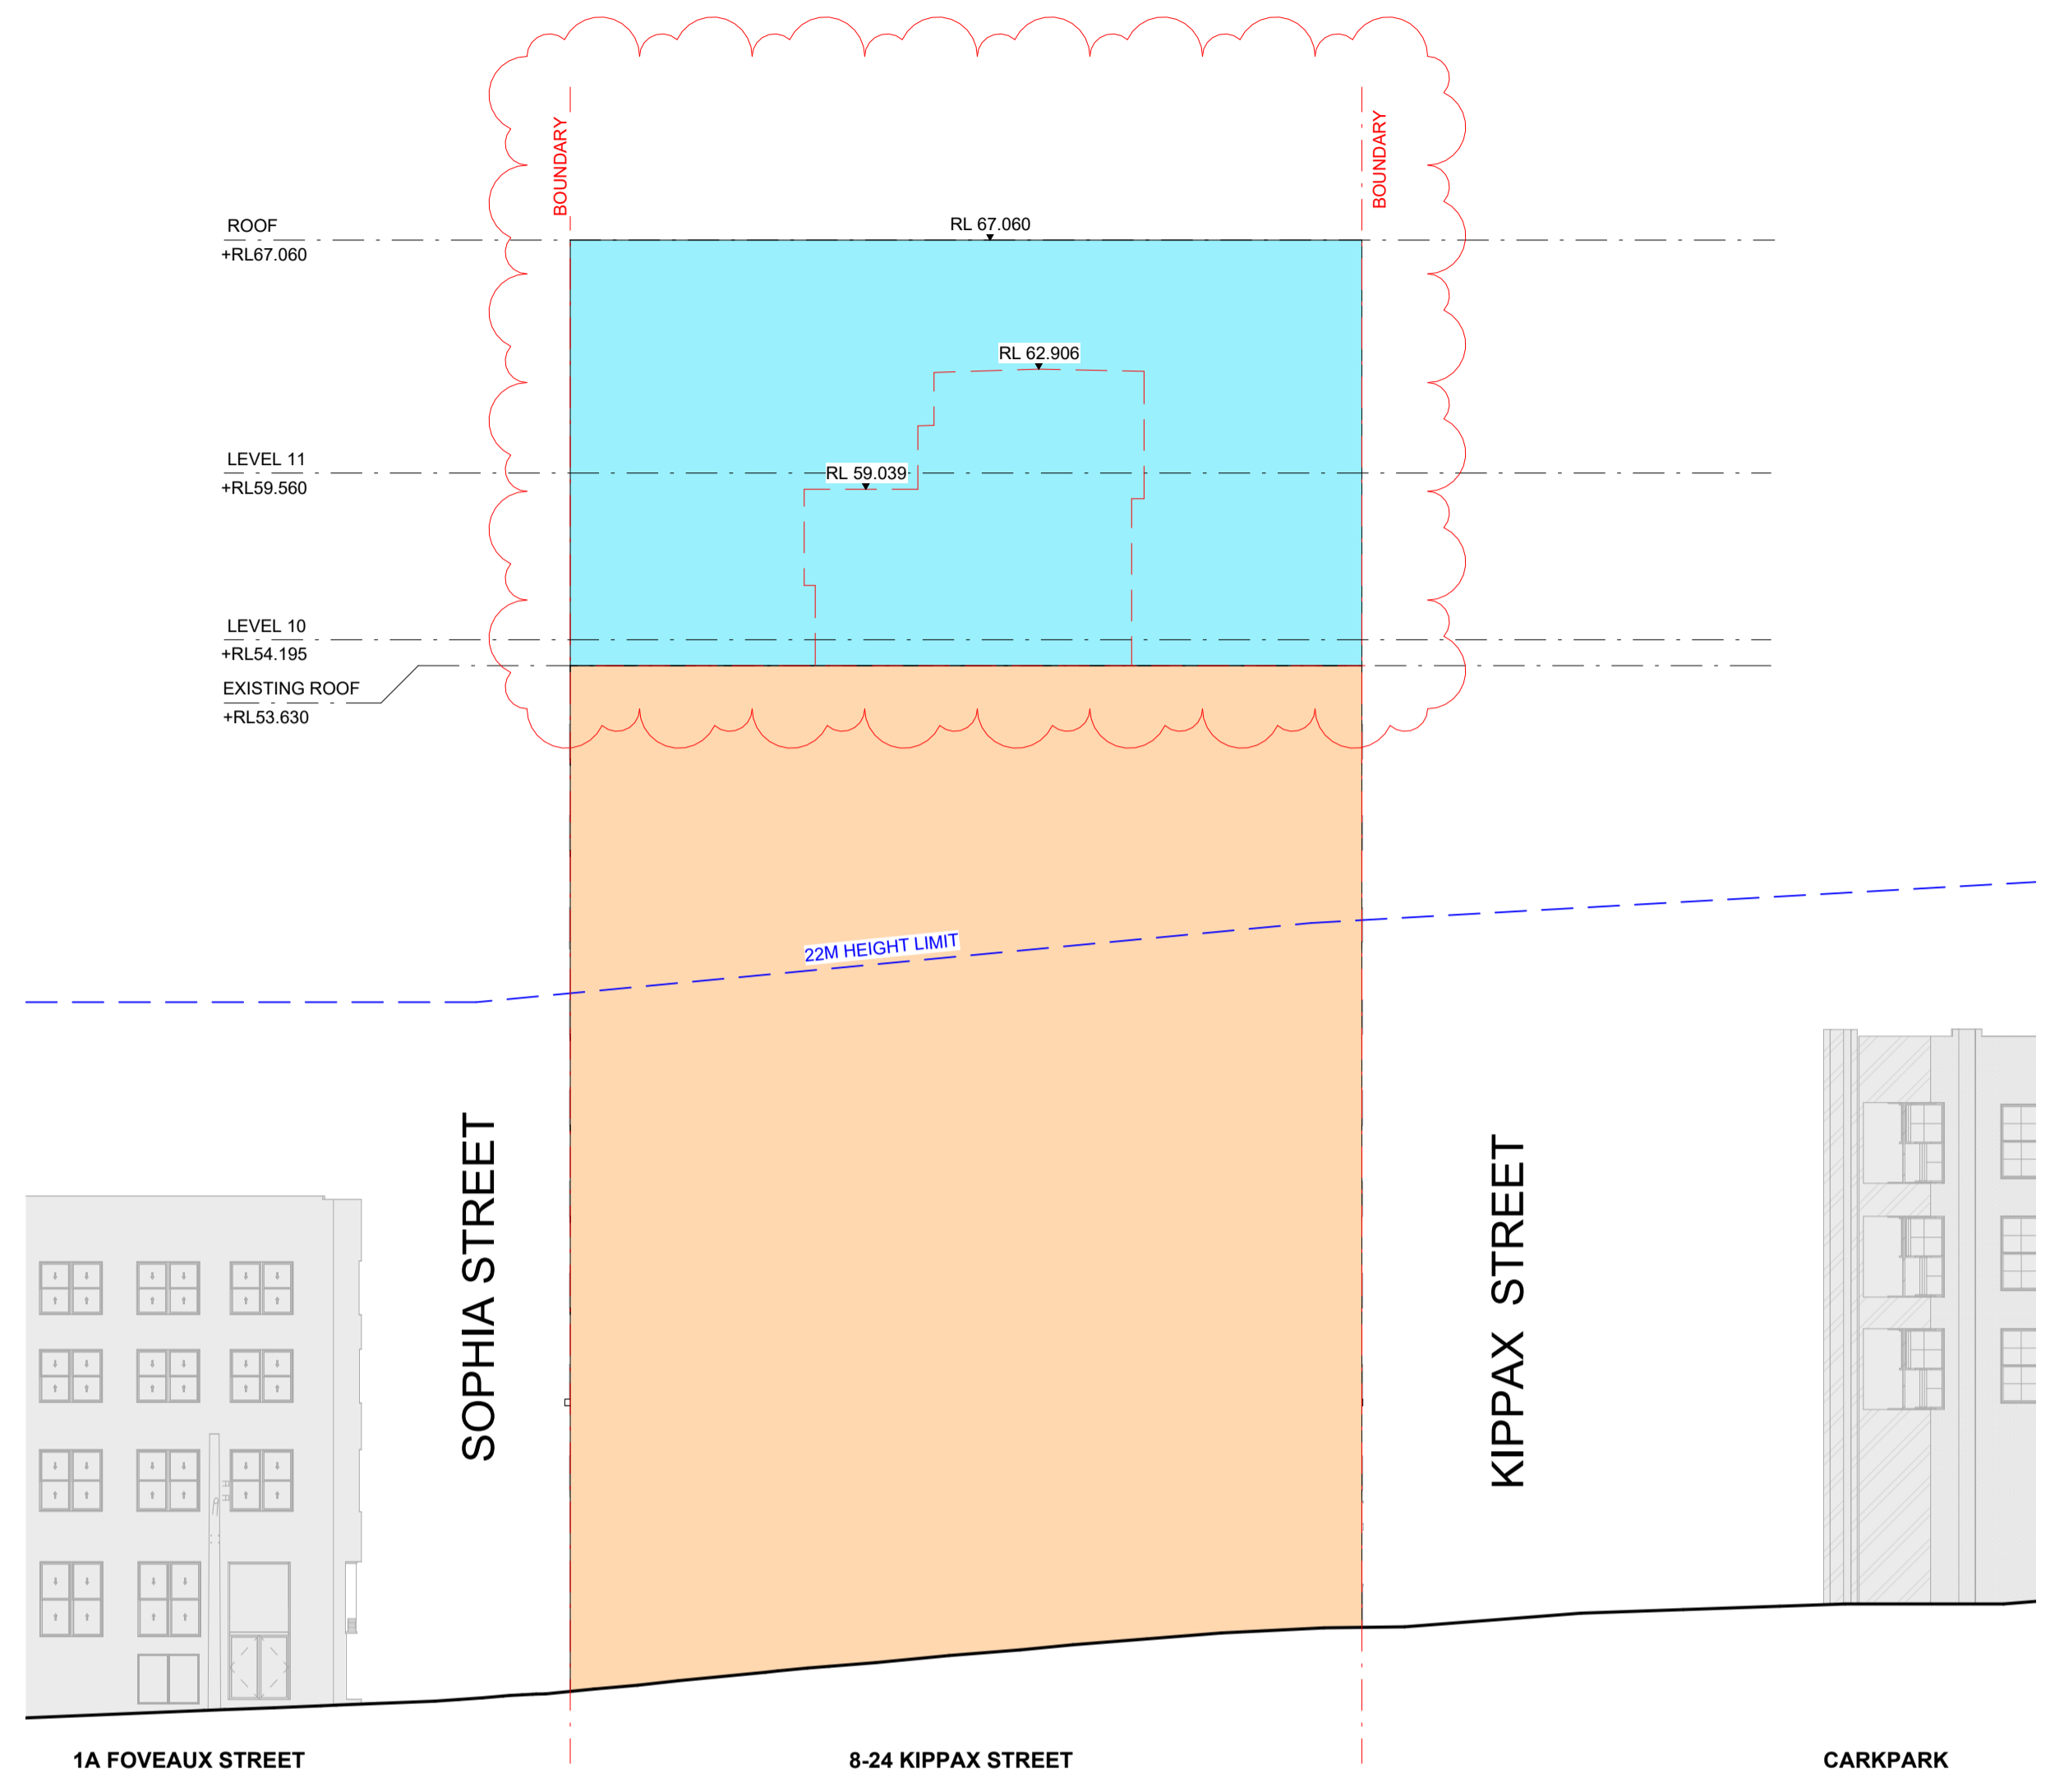 BOUNDARY
BOUNDARY
ROOF
+RL67.060
RL 67.060
RL 62.906
LEVEL 11
+RL59.560
RL 59.039
LEVEL 10
+RL54.195
EXISTING ROOF
+RL53.630
22M HEIGHT LIMIT
SOPHIA STREET
KIPPAX STREET
1A FOVEAUX STREET
8-24 KIPPAX STREET
CARKPARK